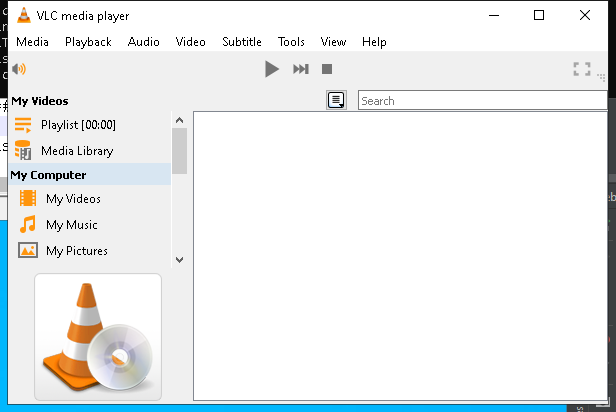 VLC media player
Media Playback Audio Video Subtitle Tools View Help
My Videos
Search
Playlist [00:00]
Media Library
My Computer
My Videos
My Music
My Pictures